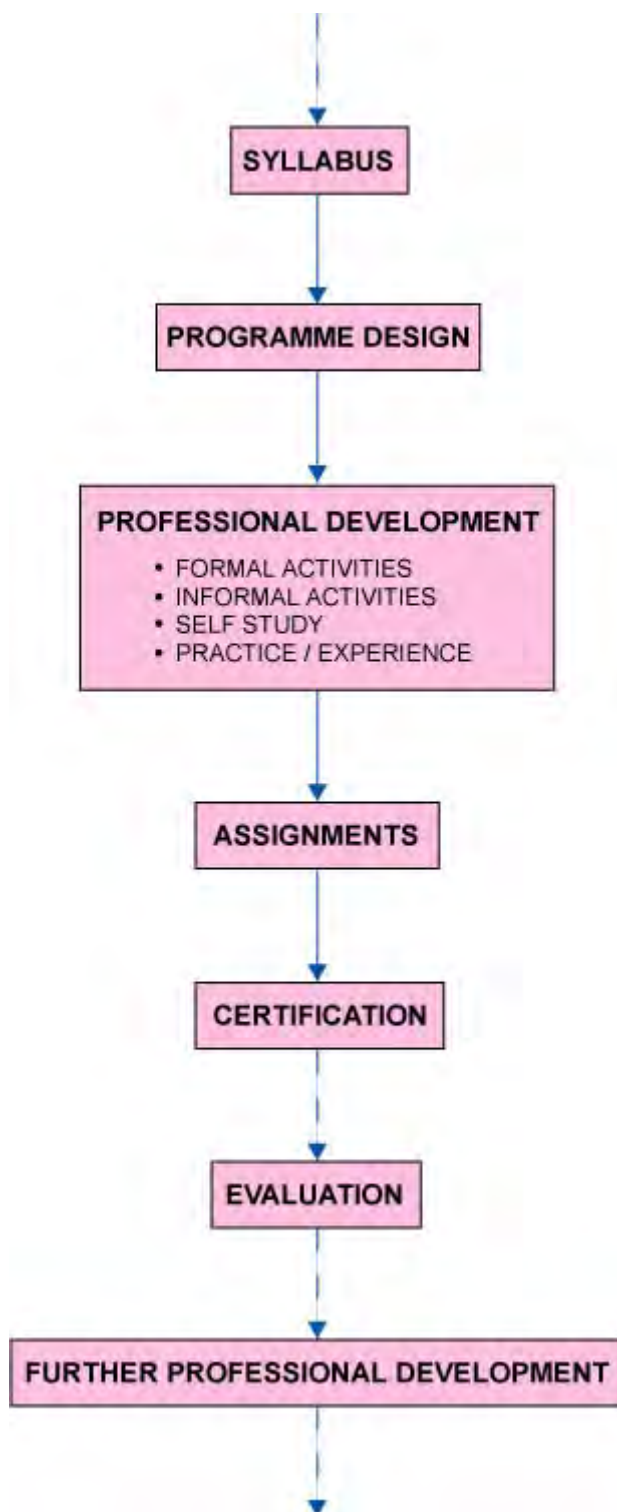 SYLLABUS
PROGRAMME DESIGN
PROFESSIONAL DEVELOPMENT
• FORMAL ACTIVITIES
• INFORMAL ACTIVITIES
• SELF STUDY
• PRACTICE / EXPERIENCE
ASSIGNMENTS
CERTIFICATION
EVALUATION
FURTHER PROFESSIONAL DEVELOPMENT